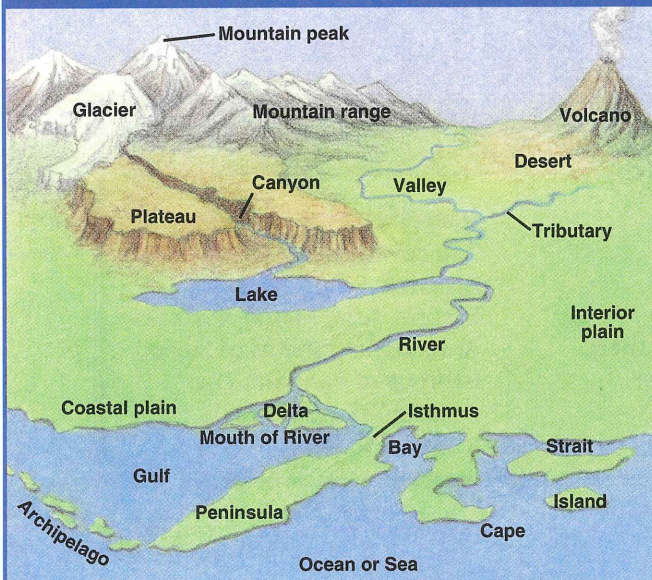 Mountain peak
Glacier
Mountain range
Volcano
Desert
Canyon
Valley
Plateau
Tributary
Lake
Interior
plain
River
Coastal plain
Delta
Isthmus
Mouth of River
Bay
Strait
Gulf
Island
Peninsula
Archipelago
Cape
Ocean or Sea